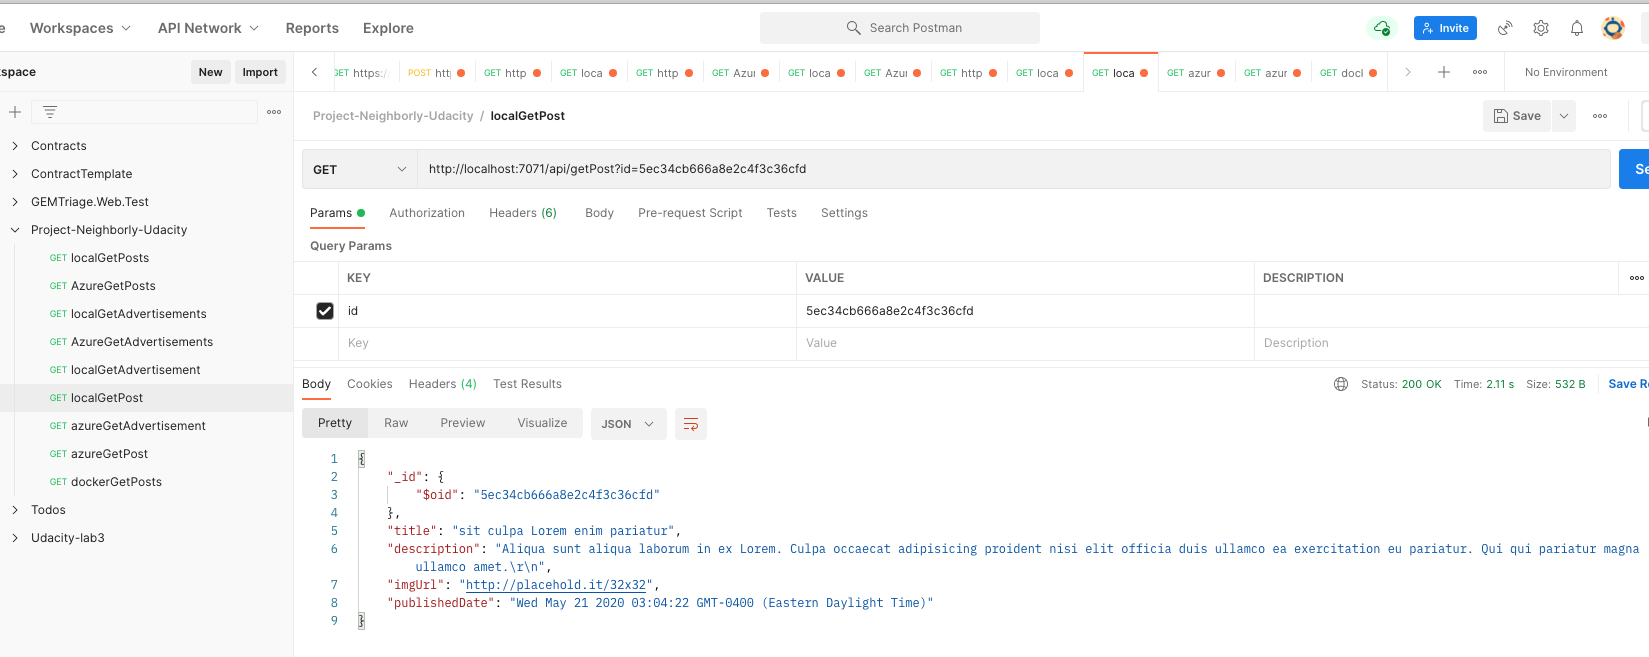 e Workspaces API Network Reports Explore Search Postman Invite
space New Import
GET https:/ POST htt GET http GET loca GET http GET Azur GET loca GET Azur GET http GET loca GET loca GET azur GET azur GET docl No Environment
Project-Neighborly-Udacity / localGetPost Save
Contracts
ContractTemplate
GEMTriage.Web.Test
Project-Neighborly-Udacity
GET localGetPosts
GET AzureGetPosts
GET localGetAdvertisements
GET AzureGetAdvertisements
GET localGetAdvertisement
GET localGetPost
GET azureGetAdvertisement
GET azureGetPost
GET dockerGetPosts
Todos
Udacity-lab3
GET http://localhost:7071/api/getPost?id=5ec34cb666a8e2c4f3c36cfd Se
Params Authorization Headers (6) Body Pre-request Script Tests Settings
Query Params
KEY VALUE DESCRIPTION
id 5ec34cb666a8e2c4f3c36cfd
Key Value Description
Body Cookies Headers (4) Test Results Status: 200 OK Time: 2.11 s Size: 532 B Save Re
Pretty Raw Preview Visualize JSON
1 {
2 "_id": {
3 "$oid": "5ec34cb666a8e2c4f3c36cfd"
4 },
5 "title": "sit culpa Lorem enim pariatur",
6 "description": "Aliqua sunt aliqua laborum in ex Lorem. Culpa occaecat adipisicing proident nisi elit officia duis ullamco ea exercitation eu pariatur. Qui qui pariatur magna
ullamco amet.\r\n",
7 "imgUrl": "http://placehold.it/32x32",
8 "publishedDate": "Wed May 21 2020 03:04:22 GMT-0400 (Eastern Daylight Time)"
9 }